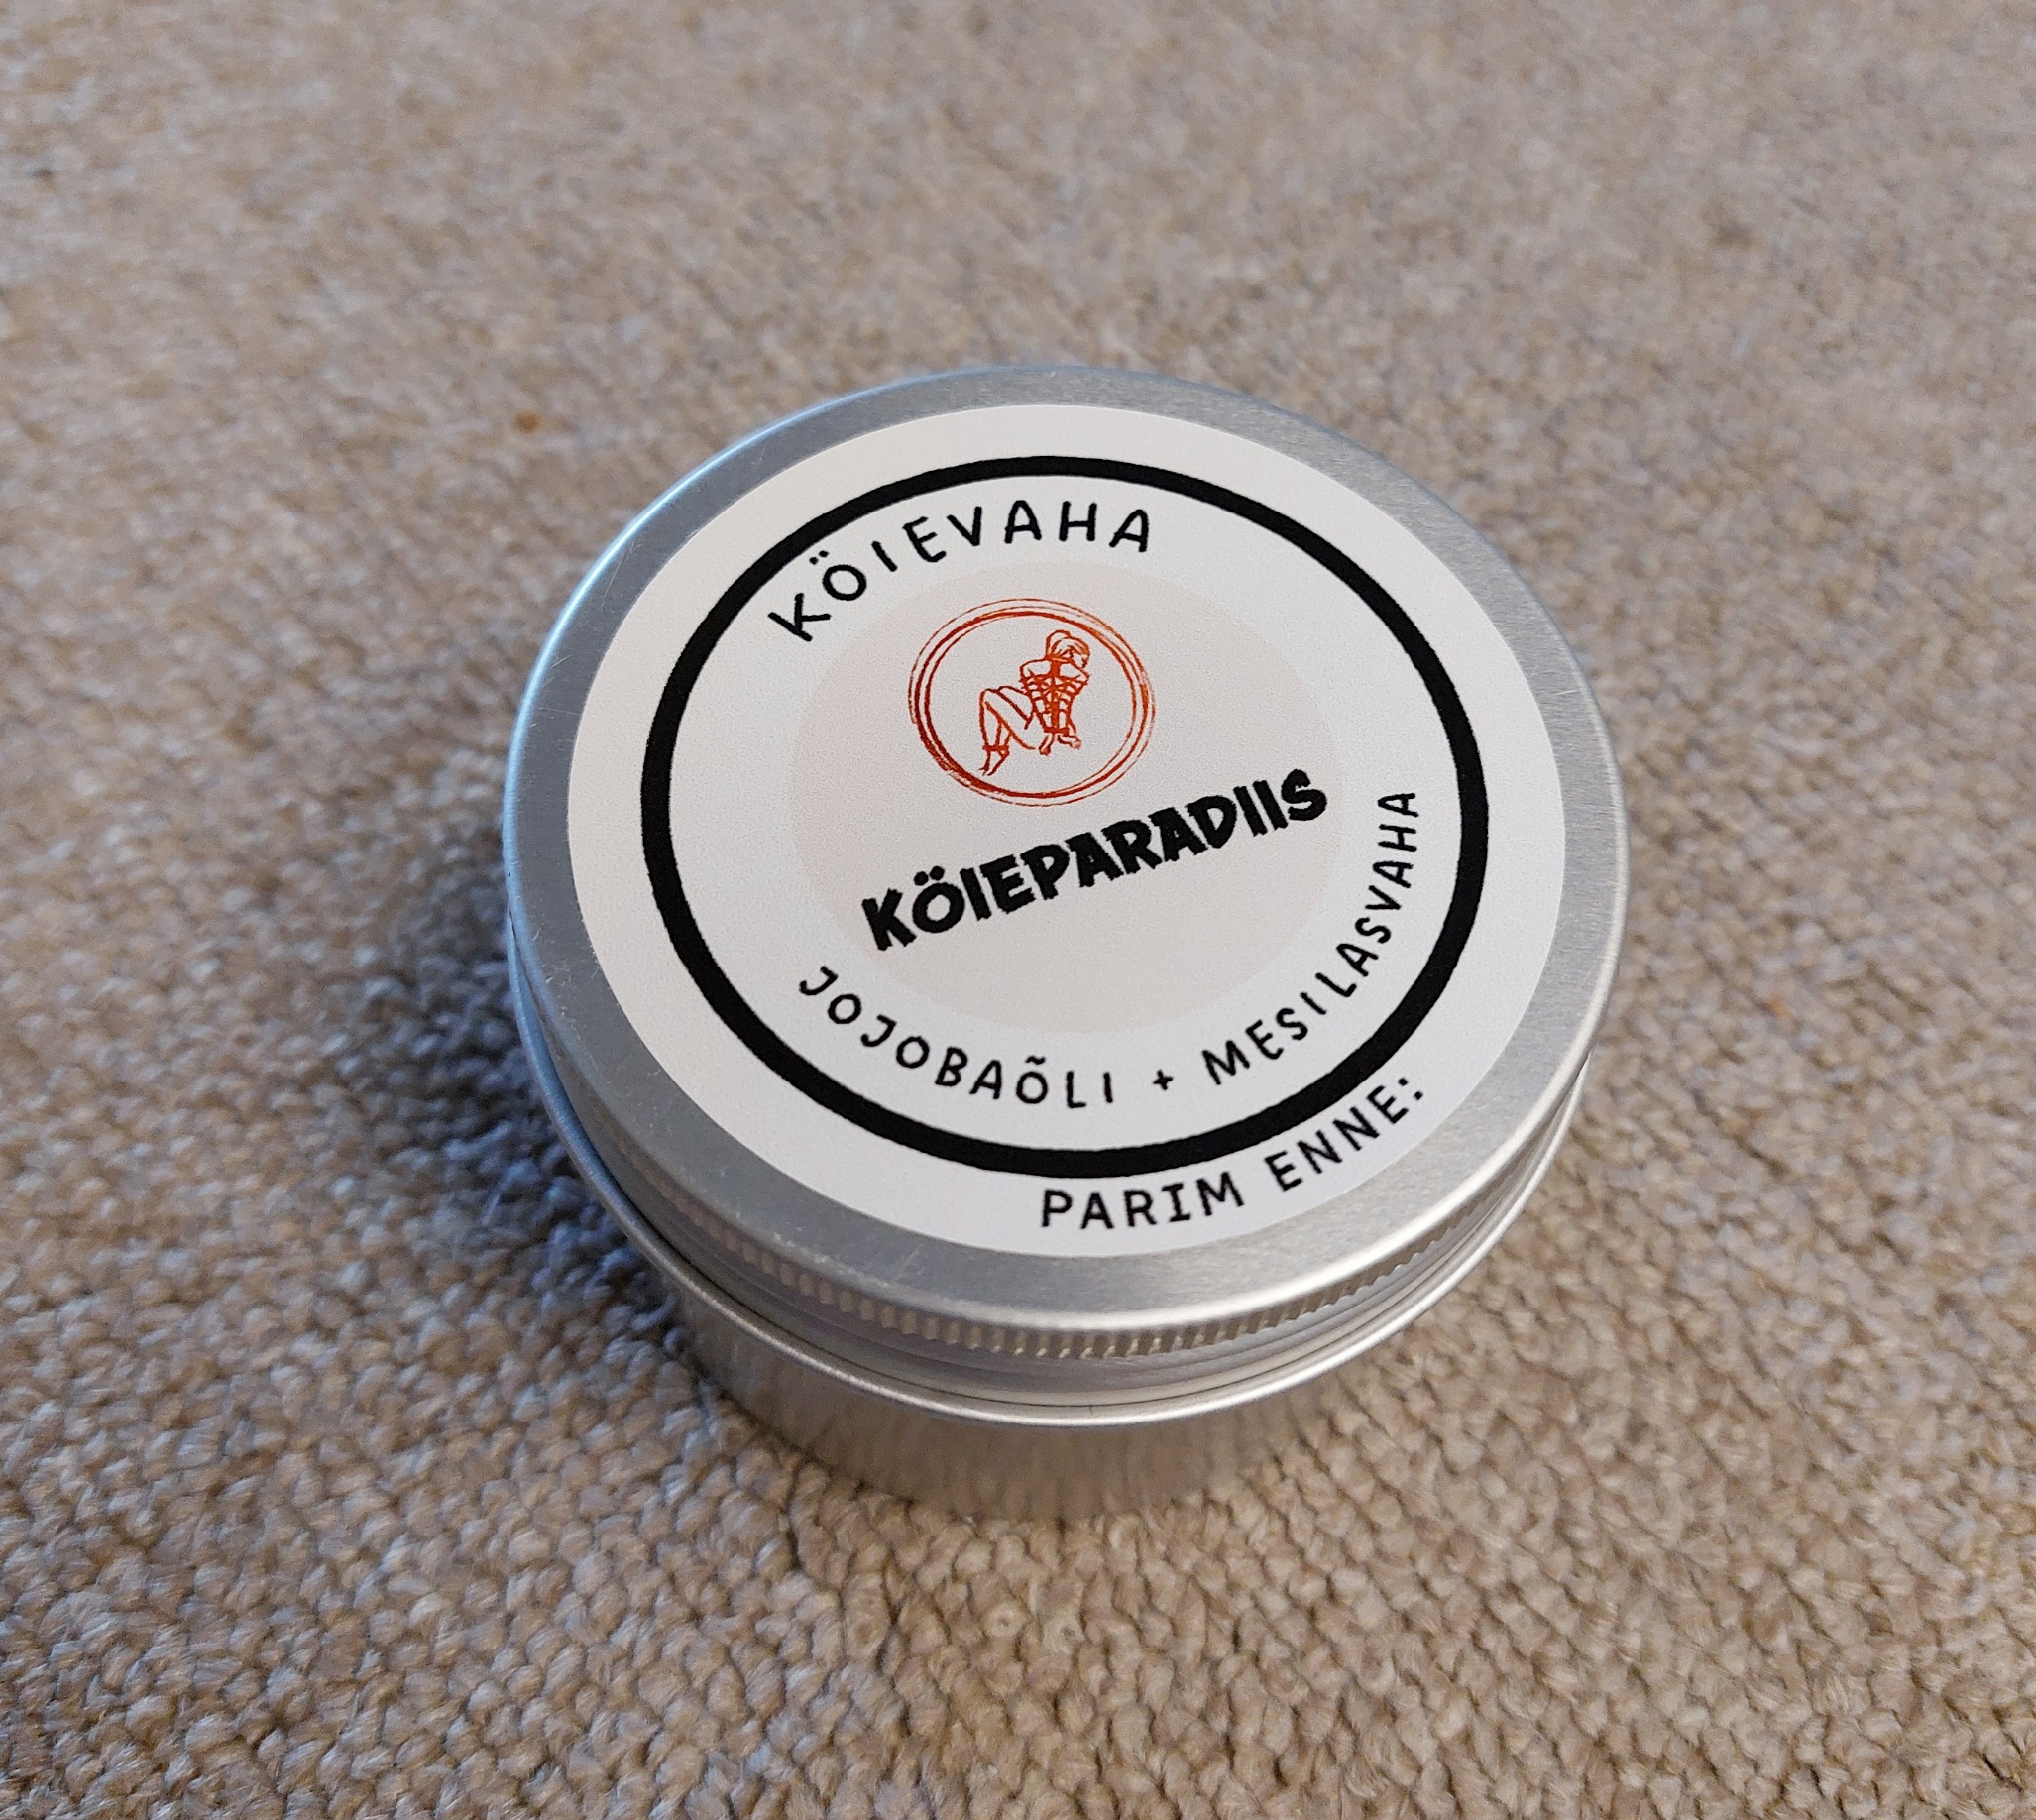 KÖIEVAHA
KÖIEPARADIIS
JOJOBAÕLI + MESILASVAHA
PARIM ENNE: